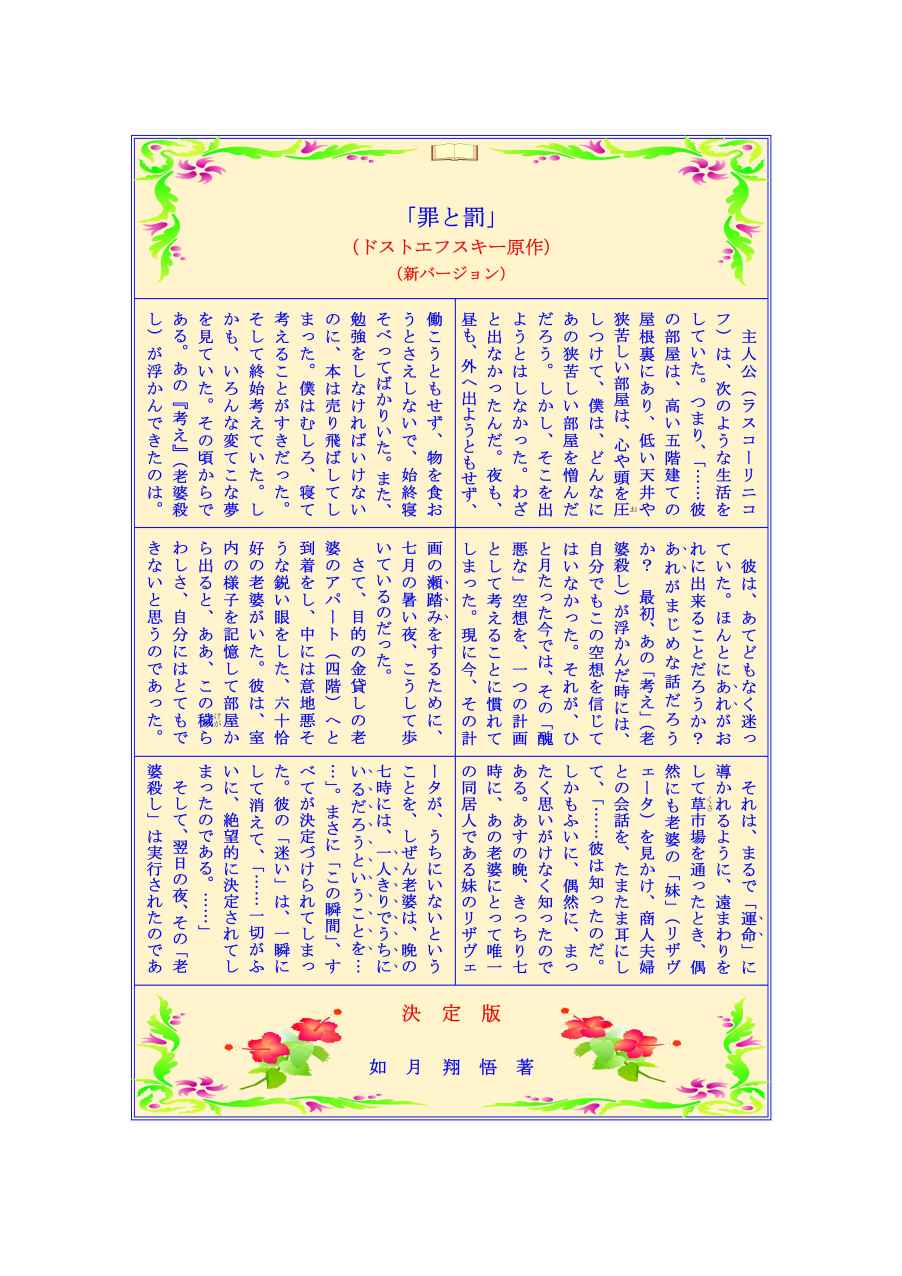 「罪と罰」
（ドストエフスキー原作）
（新バージョン）
主人公（ラスコーリニコ
フ）は、次のような生活を
していた。つまり、「……彼
の部屋は、高い五階建ての
屋根裏にあり、低い天井や
狭苦しい部屋は、心や頭を圧
お
しつけて、僕は、どんなに
あの狭苦しい部屋を憎んだ
だろう。しかし、そこを出
ようとはしなかった。わざ
と出なかったんだ。夜も、
昼も、外へ出ようともせず、
働こうともせず、物を食お
うとさえしないで、始終寝
そべってばかりいた。また、
勉強をしなければいけない
のに、本は売り飛ばしてし
まった。僕はむしろ、寝て
考えることがすきだった。
そして終始考えていた。し
かも、いろんな変てこな夢
を見ていた。その頃からで
ある。あの『考え』（老婆殺
し）が浮かんできたのは。
彼は、あてどもなく迷っ
ていた。ほんとにあれがお
れに出来ることだろうか？
あれがまじめな話だろう
か？　最初、あの「考え」（老
婆殺し）が浮かんだ時には、
自分でもこの空想を信じて
はいなかった。それが、ひ
と月たった今では、その「醜
悪な」空想を、一つの計画
として考えることに慣れて
しまった。現に今、その計
画の瀬踏みをするために、
七月の暑い夜、こうして歩
いているのだった。
さて、目的の金貸しの老
婆のアパート（四階）へと
到着をし、中には意地悪そ
うな鋭い眼をした、六十恰
好の老婆がいた。彼は、室
内の様子を記憶して部屋か
ら出ると、ああ、この穢ら
けが
わしさ、自分にはとてもで
きないと思うのであった。
それは、まるで「運命」に
導かれるように、遠まわりを
して草市場を通ったとき、偶
くさ
然にも老婆の「妹」（リザヴ
ェータ）を見かけ、商人夫婦
との会話を、たまたま耳にし
て、「……彼は知ったのだ。
しかもふいに、偶然に、まっ
たく思いがけなく知ったので
ある。あすの晩、きっちり七
時に、あの老婆にとって唯一
の同居人である妹のリザヴェ
ータが、うちにいないという
ことを、しぜん老婆は、晩の
七時には、一人きりでうちに
いるだろうということを…
…」。まさに「この瞬間」、す
べてが決定づけられてしまっ
た。彼の「迷い」は、一瞬に
して消えて、「……一切がふ
いに、絶望的に決定されてし
まったのである。……」
そして、翌日の夜、その「老
婆殺し」は実行されたのであ
決定版
如月翔悟著